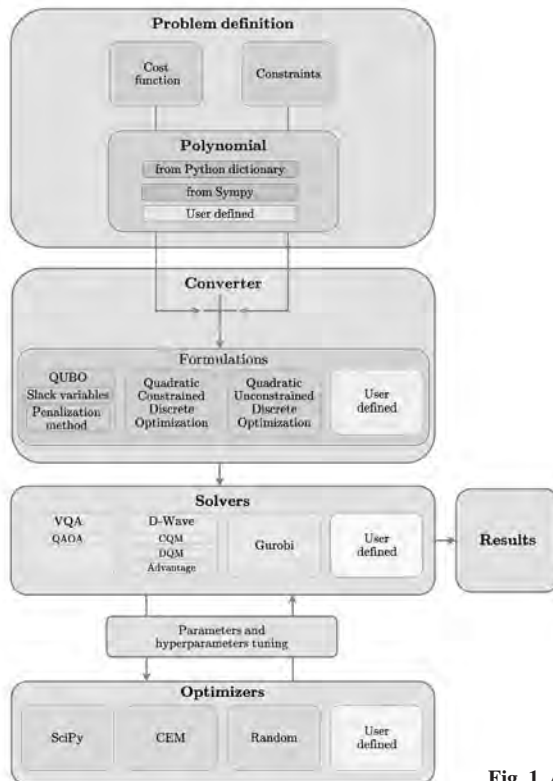 Problem definition
Cost
function
Constraints
Polynomial
from Python dictionary
from Sympy
User defined
Converter
Formulations
QUBO
Slack variables
Penalization
method
Quadratic
Constrained
Discrete
Optimization
Quadratic
Unconstrained
Discrete
Optimization
User
defined
Solvers
VQA
QAOA
D-Wave
CQM
DQM
Advantage
Gurobi
User
defined
Results
Parameters and
hyperparameters tuning
Optimizers
SciPy
CEM
Random
User
defined
Fig. 1